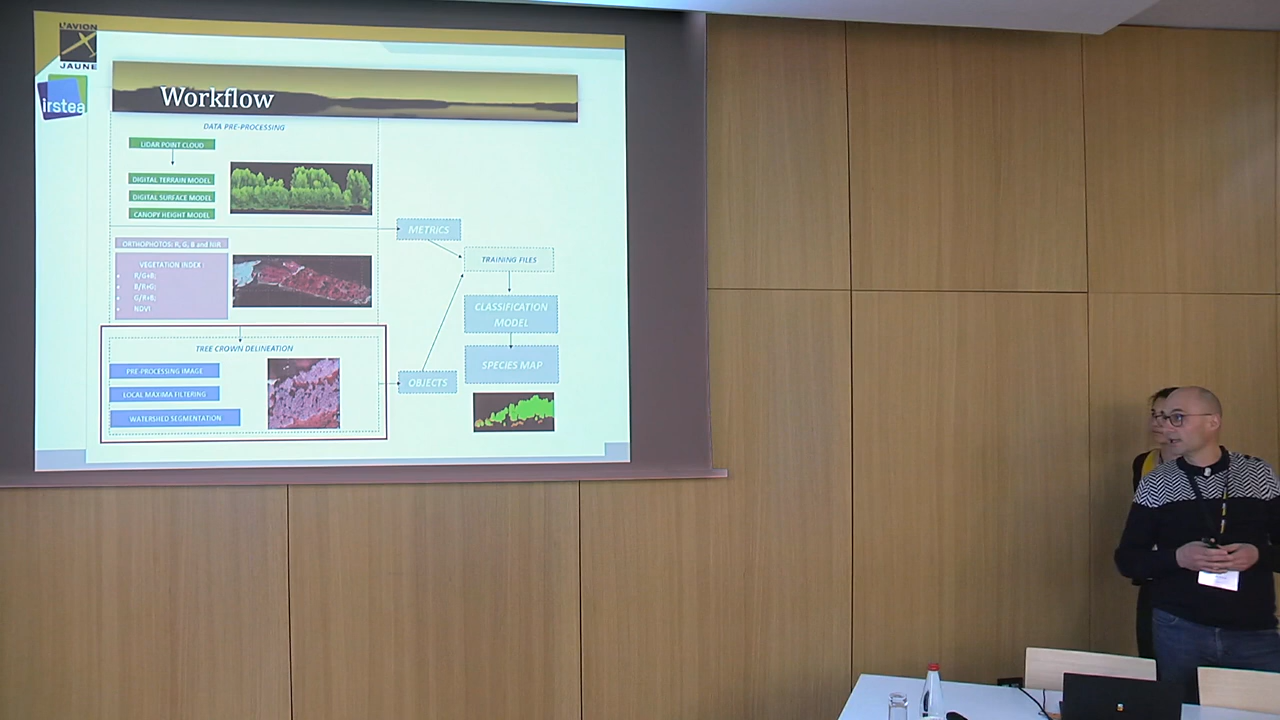 L'AVION
JAUNE
irstea
Workflow
DATA PRE-PROCESSING
LIDAR POINT CLOUD
DIGITAL TERRAIN MODEL
DIGITAL SURFACE MODEL
CANOPY HEIGHT MODEL
ORTHOPHOTOS: R, G, B and NIR
VEGETATION INDEX :
• R/G+B;
• B/R+G;
• G/R+B;
• NDVI
TREE CROWN DELINEATION
PRE-PROCESSING IMAGE
LOCAL MAXIMA FILTERING
WATERSHED SEGMENTATION
METRICS
OBJECTS
TRAINING FILES
CLASSIFICATION
MODEL
SPECIES MAP